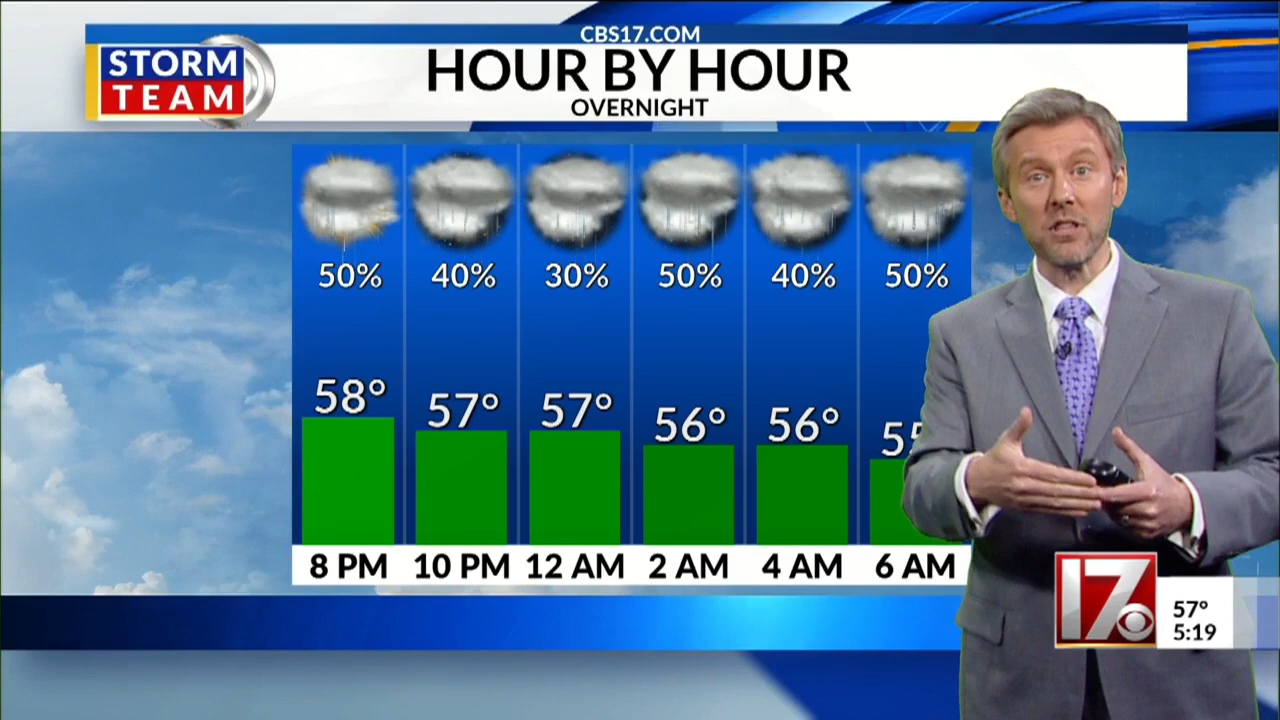 CBS17.COM
STORM
TEAM
HOUR BY HOUR
OVERNIGHT
50% 40% 30% 50% 40% 50%
58° 57° 57° 56° 56° 55
8 PM 10 PM 12 AM 2 AM 4 AM 6 AM
17
57°
5:19